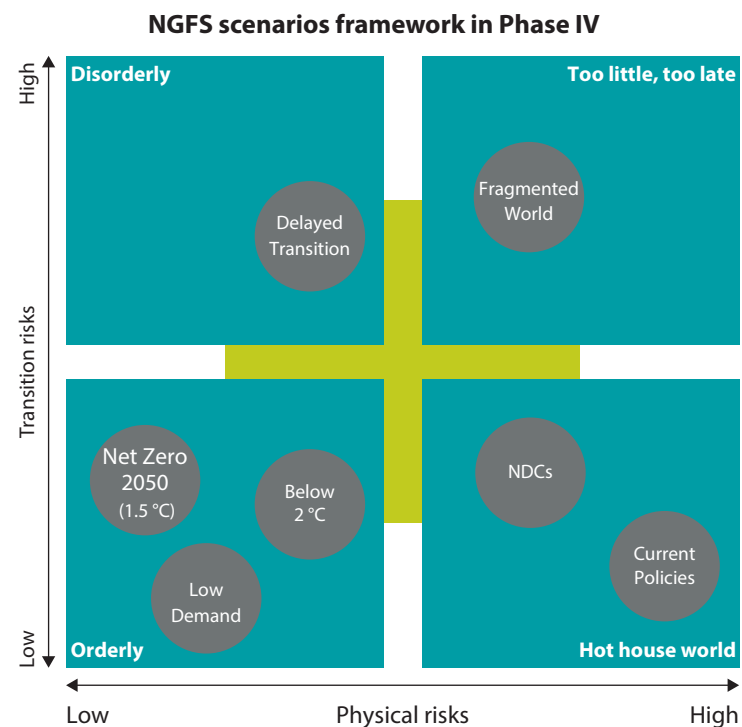 NGFS scenarios framework in Phase IV
High
Disorderly
Too little, too late
Fragmented
World
Delayed
Transition
Transition risks
Net Zero
2050
(1.5 °C)
Below
2 °C
NDCs
Low
Demand
Current
Policies
Low
Orderly
Hot house world
Low
Physical risks
High